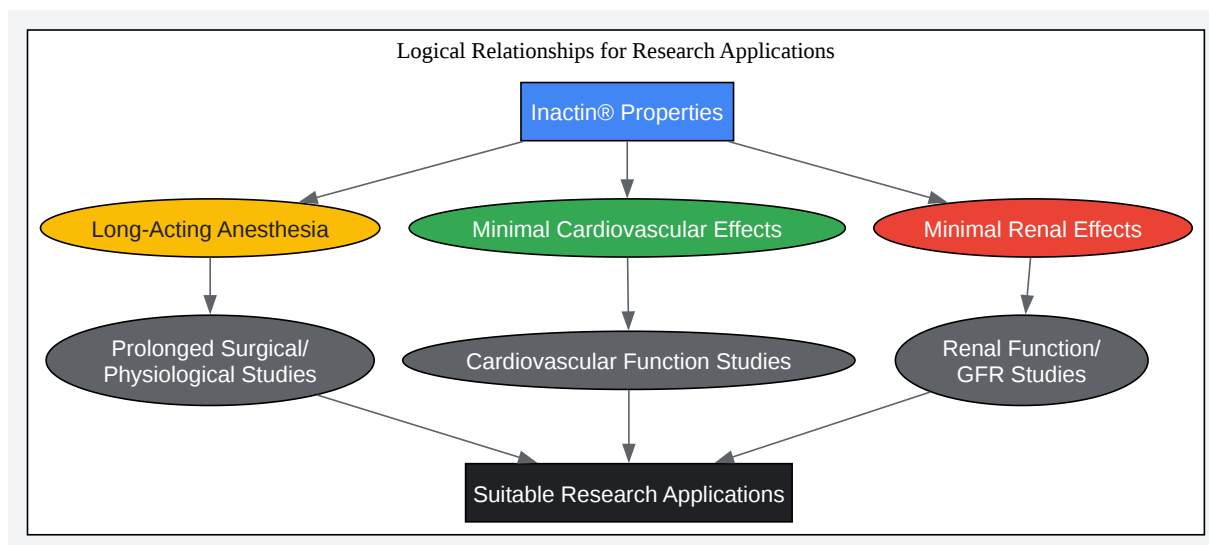 Logical Relationships for Research Applications
Inactin® Properties
Long-Acting Anesthesia
Minimal Cardiovascular Effects
Minimal Renal Effects
Prolonged Surgical/
Physiological Studies
Cardiovascular Function Studies
Renal Function/
GFR Studies
Suitable Research Applications